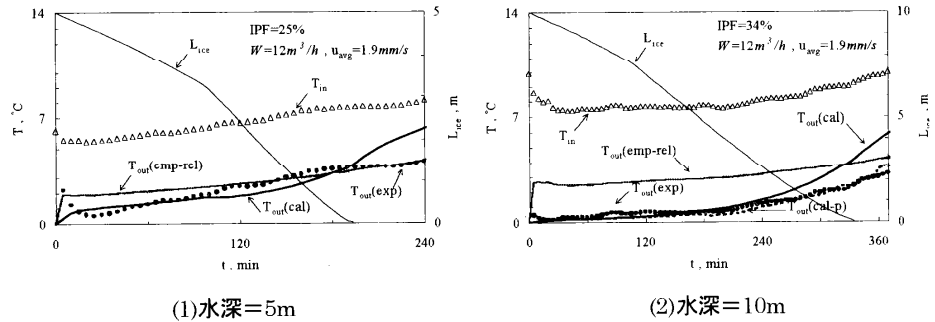 14
7
0
T , °C
0
120
240
t , min
5
0
L_ice , m
IPF=25%
W=12m³/h , u_avg=1.9mm/s
L_ice
T_in
T_out(emp-rel)
T_out(cal)
T_out(exp)
(1)水深=5m
14
7
0
T , °C
0
120
240
360
t , min
10
5
0
L_ice , m
IPF=34%
W=12m³/h , u_avg=1.9mm/s
L_ice
T_in
T_out(cal)
T_out(emp-rel)
T_out(exp)
T_out(cal-p)
(2)水深=10m